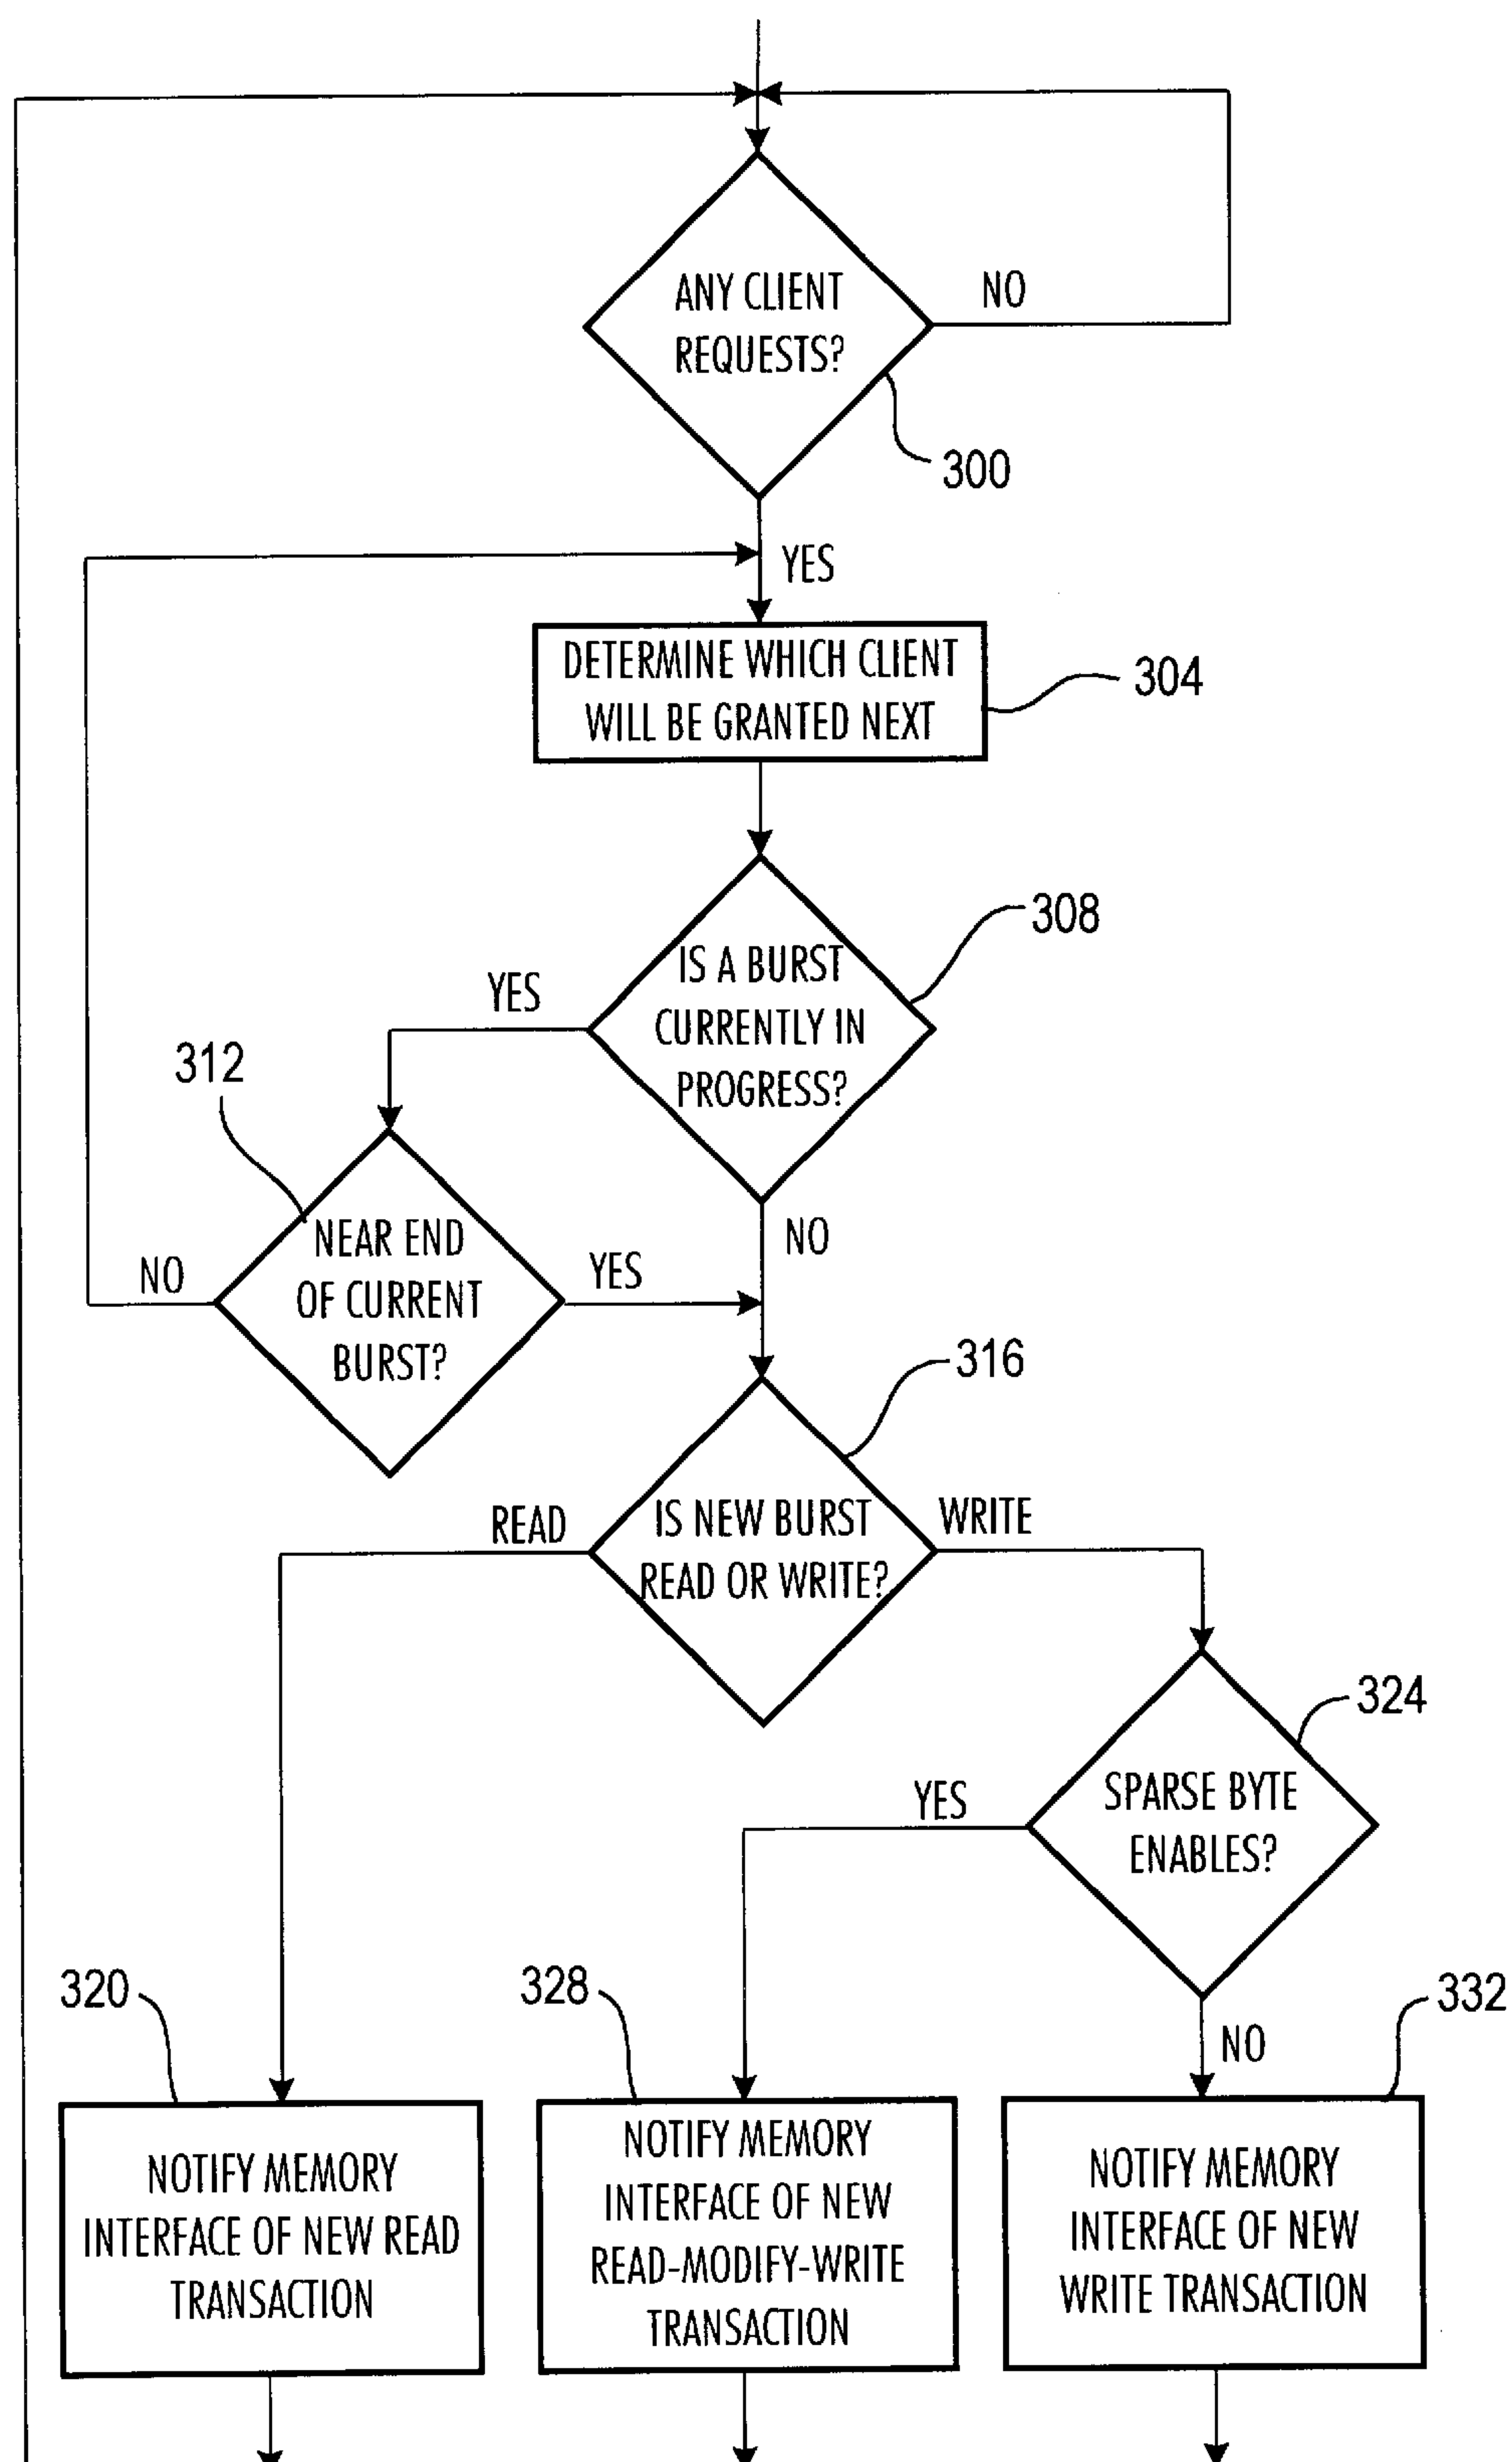 ANY CLIENT
REQUESTS?
NO
300
YES
DETERMINE WHICH CLIENT
WILL BE GRANTED NEXT
304
IS A BURST
CURRENTLY IN
PROGRESS?
308
YES
312
NEAR END
OF CURRENT
BURST?
NO
YES
NO
316
IS NEW BURST
READ OR WRITE?
READ
WRITE
324
SPARSE BYTE
ENABLES?
YES
NO
320
328
332
NOTIFY MEMORY
INTERFACE OF NEW READ
TRANSACTION
NOTIFY MEMORY
INTERFACE OF NEW
READ-MODIFY-WRITE
TRANSACTION
NOTIFY MEMORY
INTERFACE OF NEW
WRITE TRANSACTION